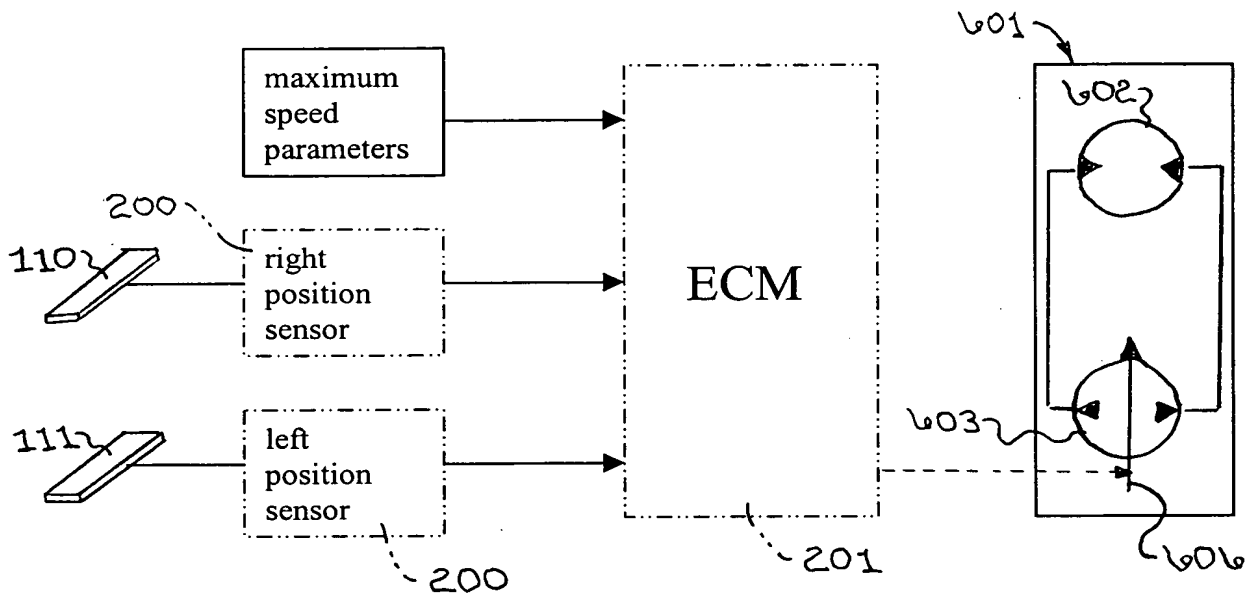 601
maximum
speed
parameters
602
200
110
right
position
sensor
ECM
111
left
position
sensor
603
200
201
606